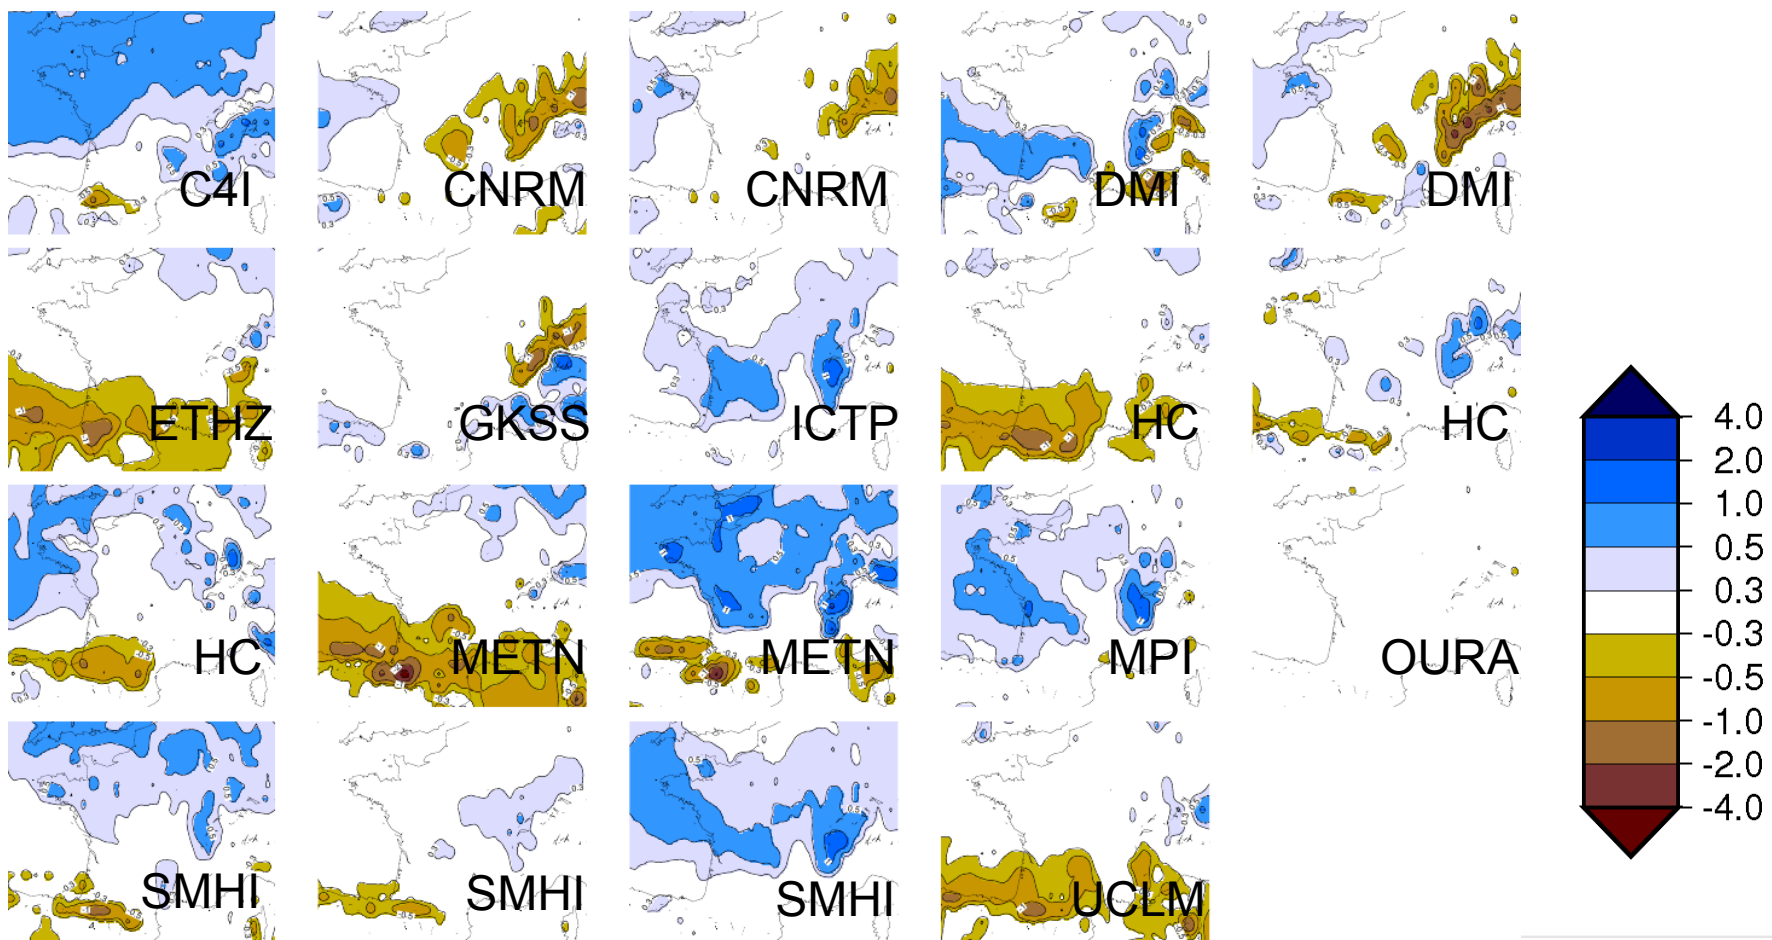 C4I
CNRM
CNRM
DMI
DMI
ETHZ
GKSS
ICTP
HC
HC
HC
METN
METN
MPI
OURA
SMHI
SMHI
SMHI
UCLM
4.0
2.0
1.0
0.5
0.3
-0.3
-0.5
-1.0
-2.0
-4.0